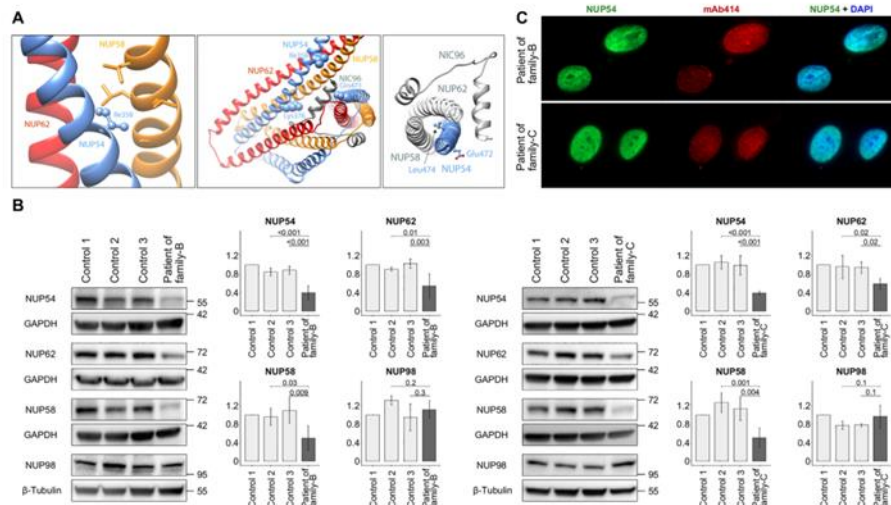 A
NUP58
NUP62
Ile338
NUP54
NUP54
NUP62
NUP58
NIC96
NIC96
NUP62
NUP58
Glu472
Leu474
NUP54
C
NUP54
mAb414
NUP54 + DAPI
Patient of
family-B
Patient of
family-C
B
Control 1
Control 2
Control 3
Patient of
family-B
NUP54
55
42
GAPDH
NUP62
72
42
GAPDH
NUP58
72
55
42
GAPDH
NUP98
95
β-Tubulin
55
NUP54
<0.001
<0.001
1.2
0.8
0.4
0
Control 1
Control 2
Control 3
Patient of
family-B
NUP62
0.01
0.003
1.2
0.8
0.4
0
Control 1
Control 2
Control 3
Patient of
family-B
NUP58
0.03
0.009
1.2
0.8
0.4
0
Control 1
Control 2
Control 3
Patient of
family-B
NUP98
0.2
0.3
1.2
0.8
0.4
0
Control 1
Control 2
Control 3
Patient of
family-B
Control 1
Control 2
Control 3
Patient of
family-C
NUP54
55
42
GAPDH
NUP62
72
42
GAPDH
NUP58
72
55
42
GAPDH
NUP98
95
β-Tubulin
55
NUP54
<0.001
<0.001
1.2
0.8
0.4
0
Control 1
Control 2
Control 3
Patient of
family-C
NUP62
0.02
0.02
1.2
0.8
0.4
0
Control 1
Control 2
Control 3
Patient of
family-C
NUP58
0.001
0.004
1.2
0.8
0.4
0
Control 1
Control 2
Control 3
Patient of
family-C
NUP98
0.1
0.1
1.2
0.8
0.4
0
Control 1
Control 2
Control 3
Patient of
family-C